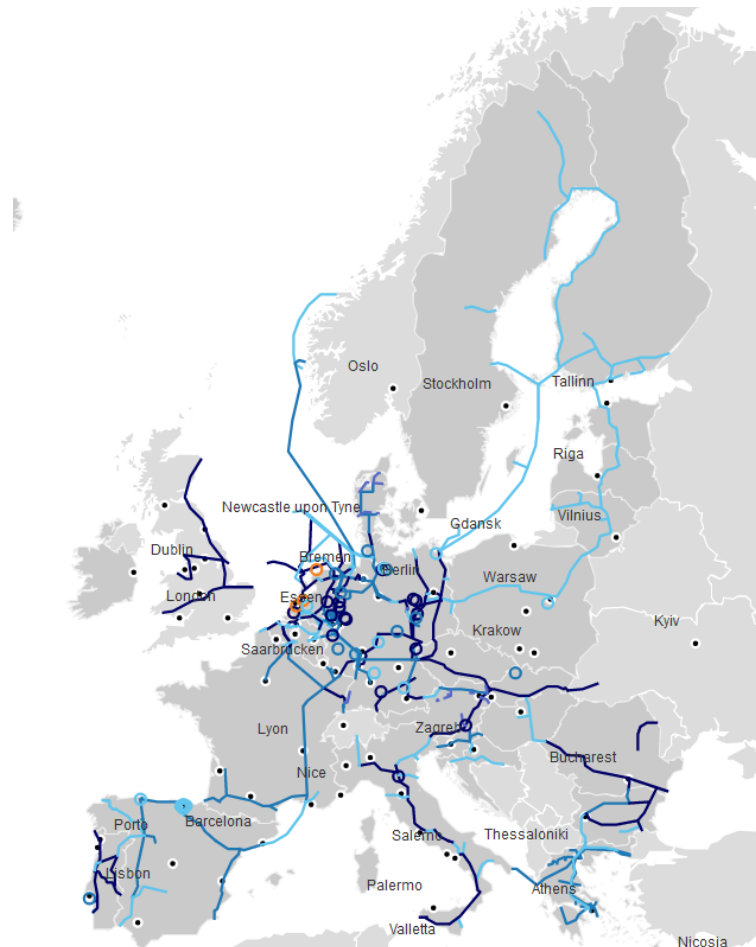 Oslo
Stockholm
Tallinn
Riga
Newcastle upon Tyne
Gdansk
Vilnius
Dublin
Bremen
Berlin
Warsaw
London
Essen
Krakow
Kyiv
Saarbrücken
Lyon
Zagreb
Bucharest
Nice
Porto
Barcelona
Salerno
Thessaloniki
Lisbon
Palermo
Athens
Valletta
Nicosia